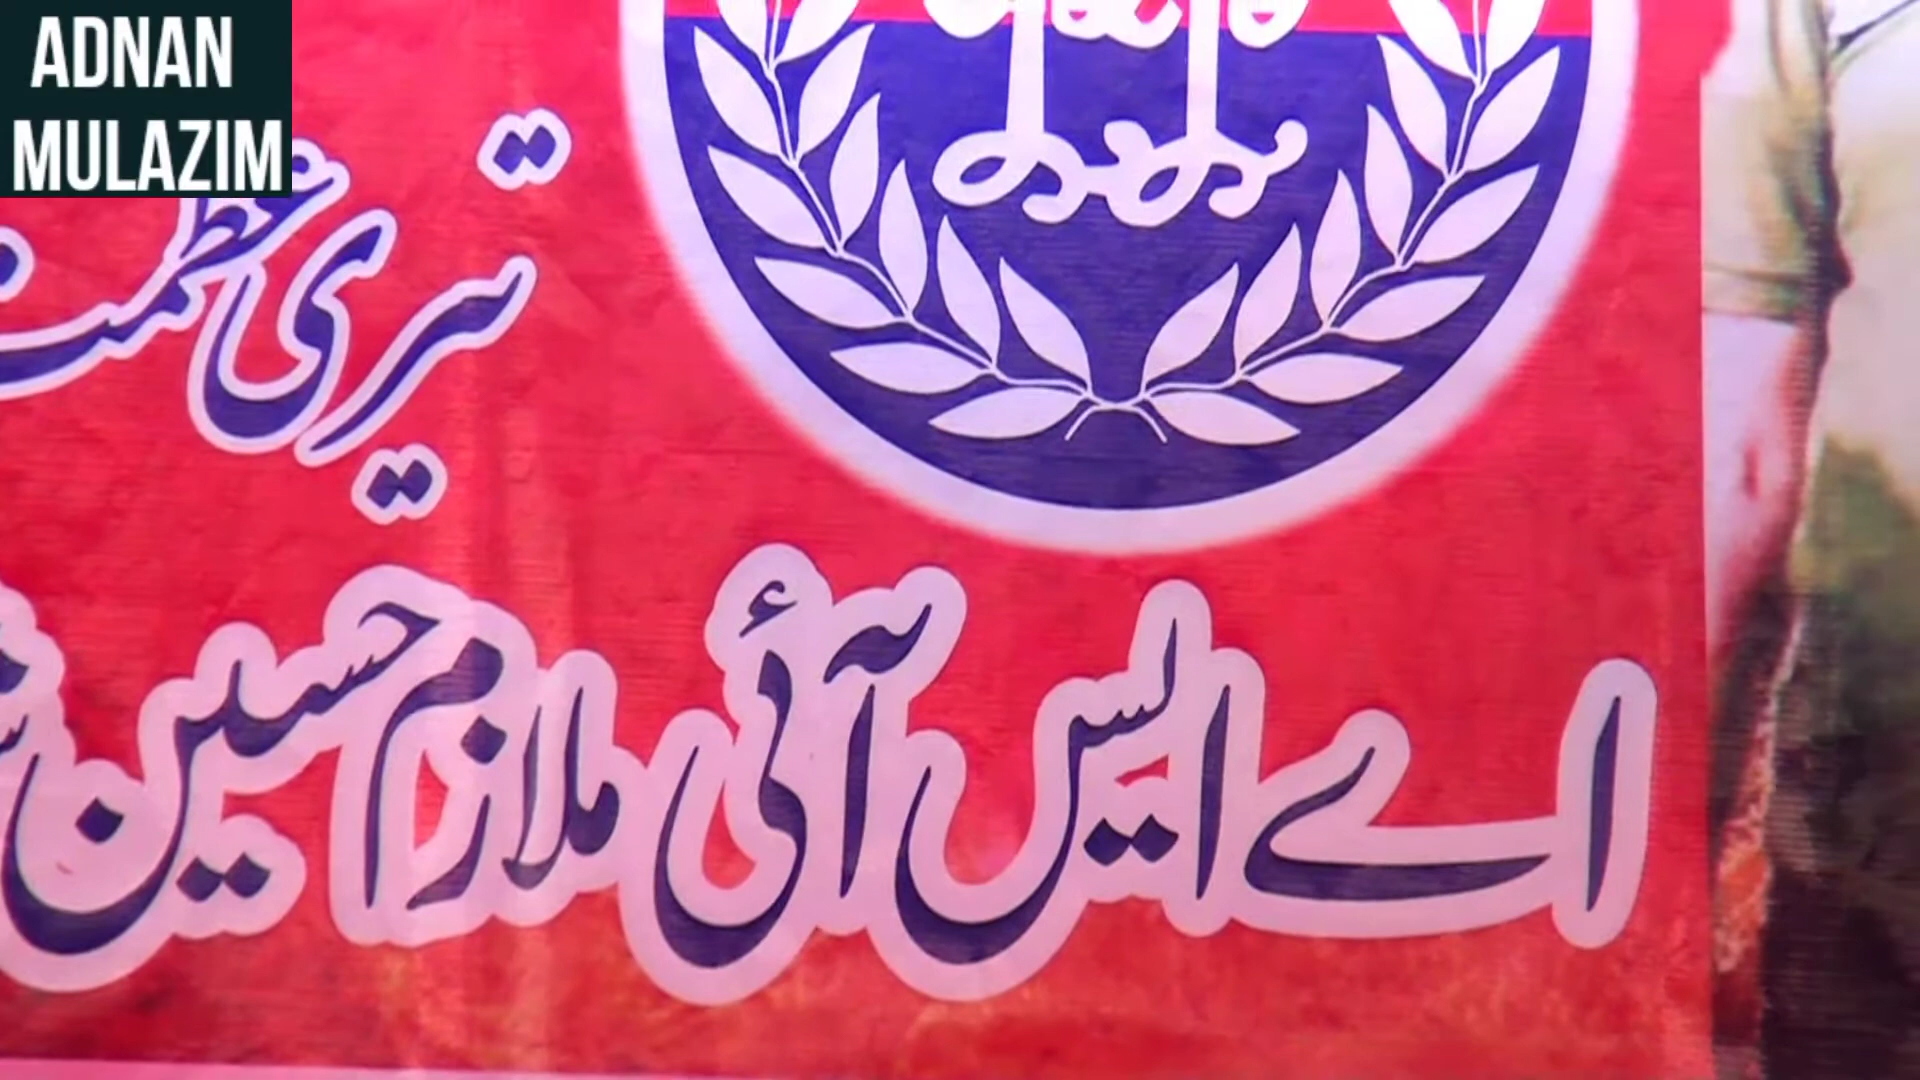 ADNAN
MULAZIM
تیری عظمت
اے ایس آئی ملازم حسین